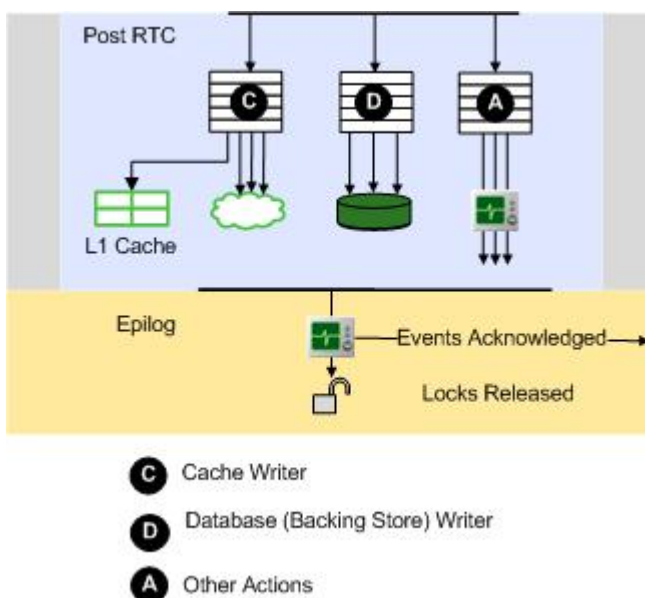 Post RTC
C
D
A
L1 Cache
Epilog
Events Acknowledged
Locks Released
C Cache Writer
D Database (Backing Store) Writer
A Other Actions